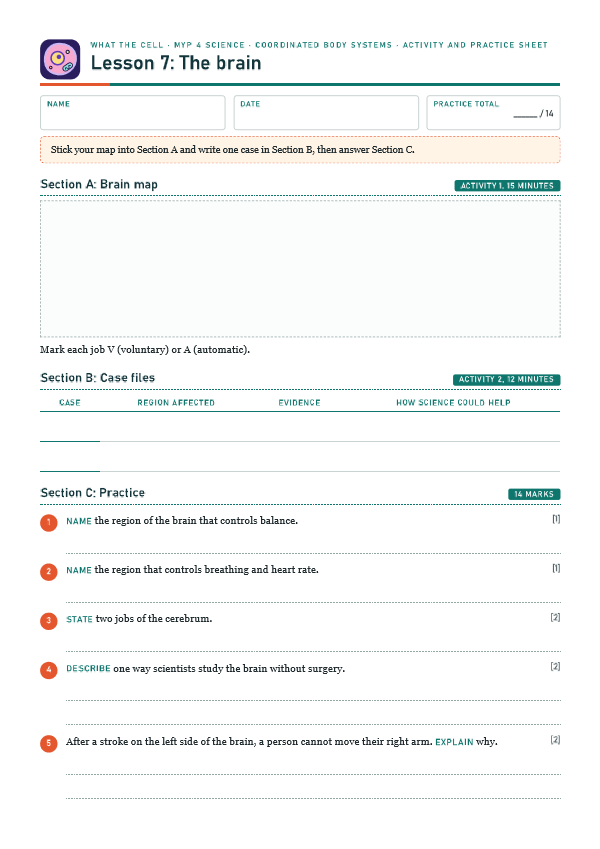 WHAT THE CELL · MYP 4 SCIENCE · COORDINATED BODY SYSTEMS · ACTIVITY AND PRACTICE SHEET
Lesson 7: The brain
NAME
DATE
PRACTICE TOTAL
_____ / 14
Stick your map into Section A and write one case in Section B, then answer Section C.
Section A: Brain map
ACTIVITY 1, 15 MINUTES
Mark each job V (voluntary) or A (automatic).
Section B: Case files
ACTIVITY 2, 12 MINUTES
CASE REGION AFFECTED EVIDENCE HOW SCIENCE COULD HELP
Section C: Practice
14 MARKS
1 NAME the region of the brain that controls balance. [1]
2 NAME the region that controls breathing and heart rate. [1]
3 STATE two jobs of the cerebrum. [2]
4 DESCRIBE one way scientists study the brain without surgery. [2]
5 After a stroke on the left side of the brain, a person cannot move their right arm. EXPLAIN why. [2]